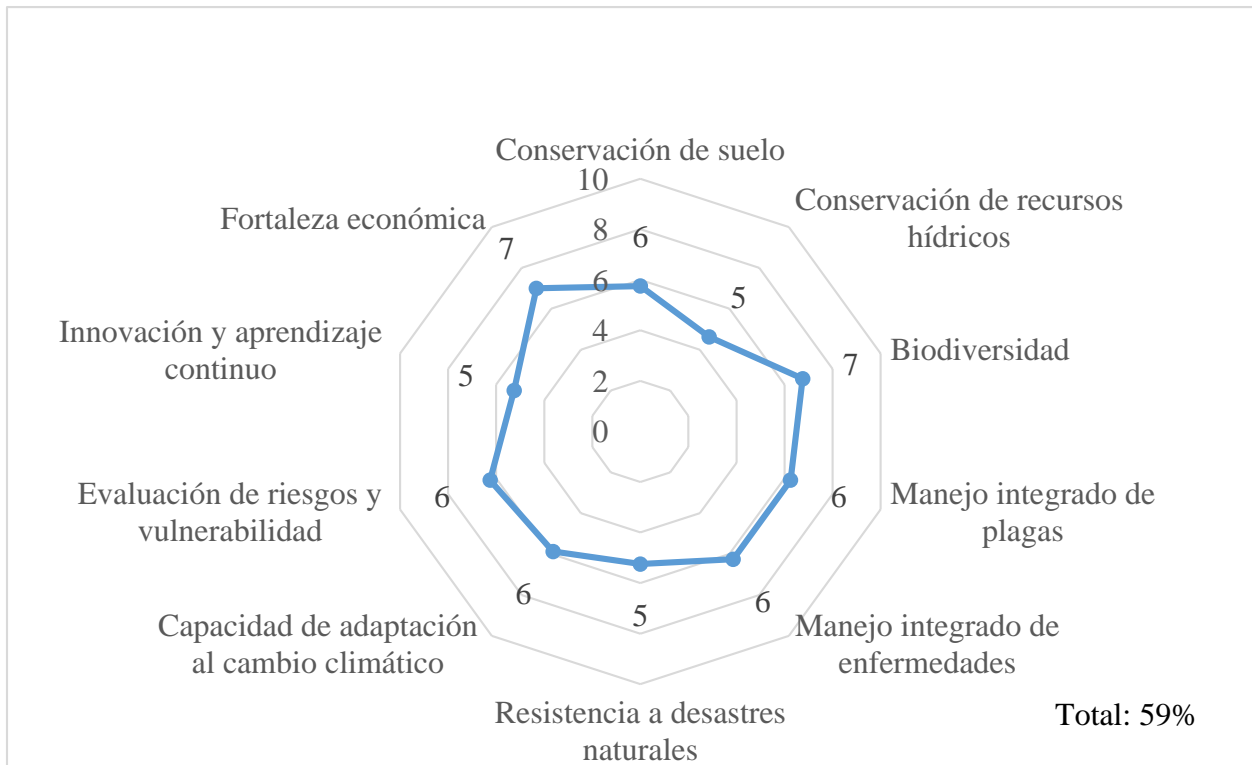 Conservación de suelo
10
8
6
4
2
0
6
Conservación de recursos
hídricos
5
Biodiversidad
7
Manejo integrado de
plagas
6
Manejo integrado de
enfermedades
6
Resistencia a desastres
naturales
5
Capacidad de adaptación
al cambio climático
6
Evaluación de riesgos y
vulnerabilidad
6
Innovación y aprendizaje
continuo
5
Fortaleza económica
7
Total: 59%